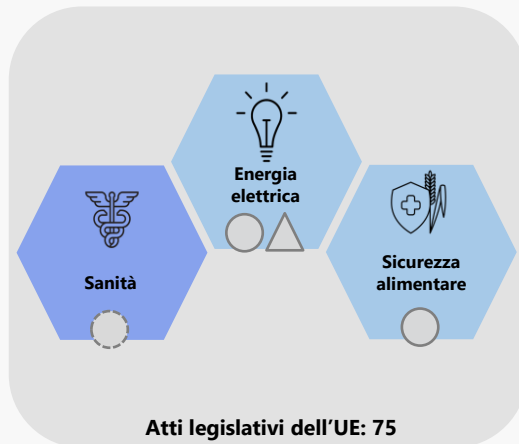 Energia
elettrica
Sanità
Sicurezza
alimentare
Atti legislativi dell'UE: 75